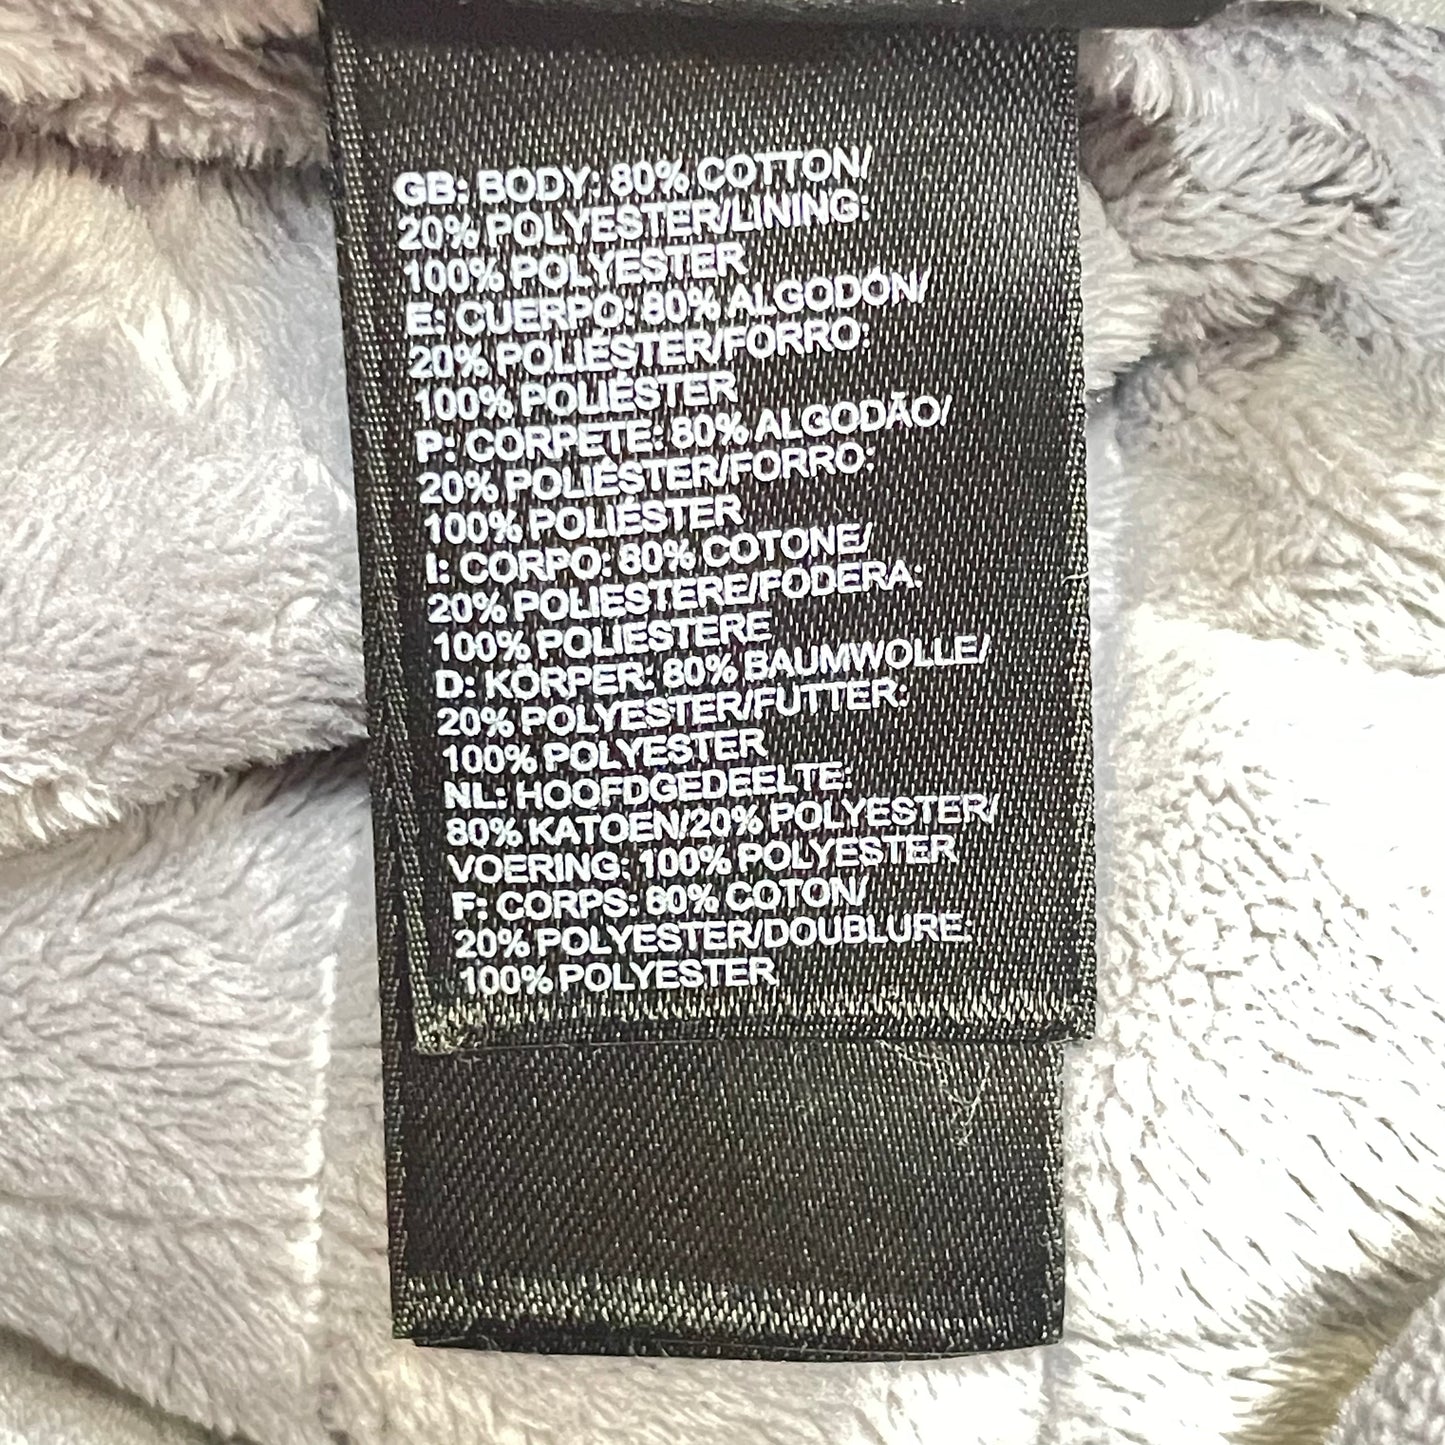 GB: BODY: 80% COTTON/
20% POLYESTER/LINING:
100% POLYESTER
E: CUERPO: 80% ALGODÓN/
20% POLIÉSTER/FORRO:
100% POLIÉSTER
P: CORPETE: 80% ALGODÃO/
20% POLIÉSTER/FORRO:
100% POLIÉSTER
I: CORPO: 80% COTONE/
20% POLIESTERE/FODERA:
100% POLIESTERE
D: KÖRPER: 80% BAUMWOLLE/
20% POLYESTER/FUTTER:
100% POLYESTER
NL: HOOFDGEDEELTE:
80% KATOEN/20% POLYESTER/
VOERING: 100% POLYESTER
F: CORPS: 80% COTON/
20% POLYESTER/DOUBLURE:
100% POLYESTER